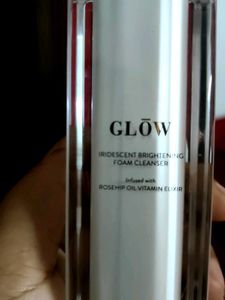 GLŌW
IRIDESCENT BRIGHTENING
FOAM CLEANSER
Infused with
ROSEHIP OIL VITAMIN ELIXIR